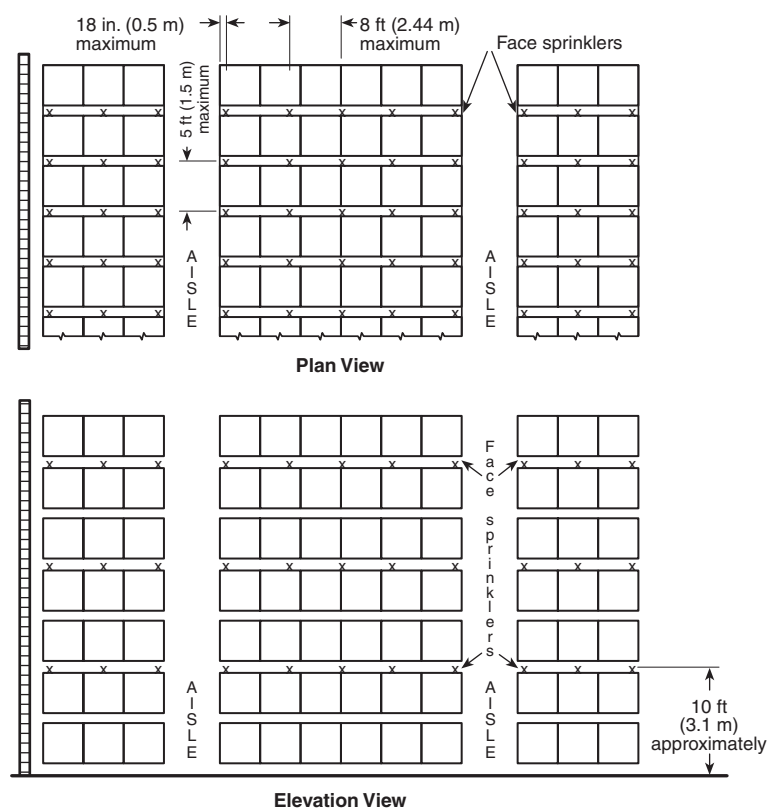 18 in. (0.5 m)
maximum
8 ft (2.44 m)
maximum
Face sprinklers
5 ft (1.5 m)
maximum
x x x x x x x x x x x
x x x x x x x x x x x
x x x x x x x x x x x
x x x x x x x x x x x
x x x x x x x x x x x
AISLE
AISLE
Plan View
Face sprinklers
x x x x x x x x x x x
x x x x x x x x x x x
x x x x x x x x x x x
AISLE
AISLE
10 ft
(3.1 m)
approximately
Elevation View